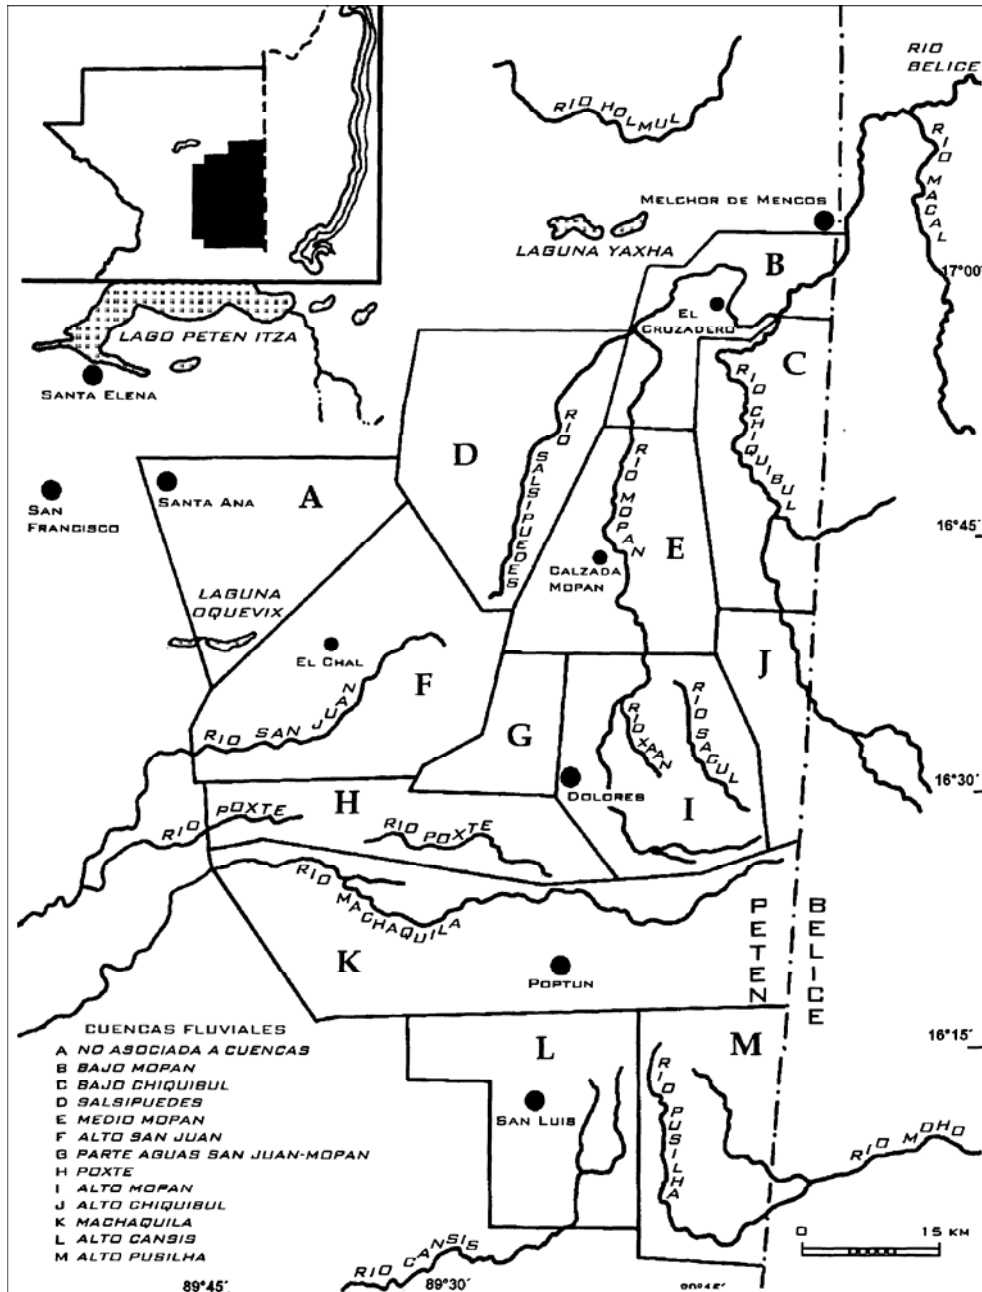 RIO BELICE
RIO HOLMUL
RIO MACAL
MELCHOR DE MENCOS
LAGUNA YAXHA
B
17°00'
EL CRUZADERO
LAGO PETEN ITZA
C
SANTA ELENA
RIO CHIQUIBUL
D
RIO SALSIPUEDES
RIO MOPAN
A
SANTA ANA
SAN FRANCISCO
16°45'
E
CALZADA MOPAN
LAGUNA OQUEVIX
EL CHAL
F
J
RIO SAN JUAN
G
RIO XAAN
RIO SAGUL
16°30'
DOLORES
H
I
RIO POXTE
RIO POXTE
RIO MACHAQUILA
PETEN
BELICE
K
POPTUN
16°15'
L
M
SAN LUIS
RIO PUSILHA
RIO MOHO
RIO CANSIS
CUENCAS FLUVIALES
A NO ASOCIADA A CUENCAS
B BAJO MOPAN
C BAJO CHIQUIBUL
D SALSIPUEDES
E MEDIO MOPAN
F ALTO SAN JUAN
G PARTE AGUAS SAN JUAN-MOPAN
H POXTE
I ALTO MOPAN
J ALTO CHIQUIBUL
K MACHAQUILA
L ALTO CANSIS
M ALTO PUSILHA
0 15 KM
89°45'
89°30'